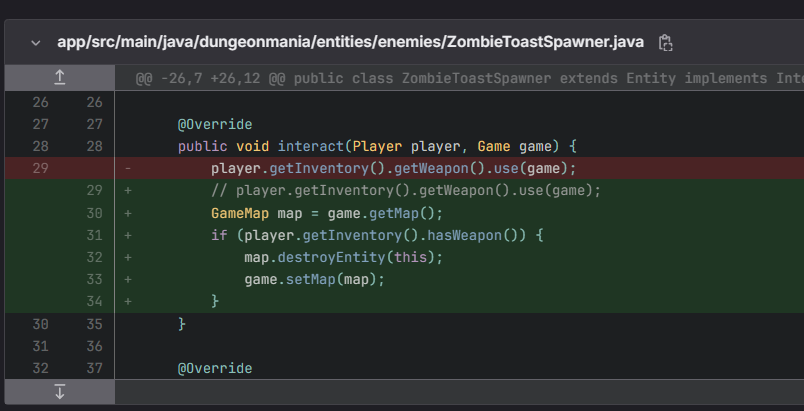 app/src/main/java/dungeonmania/entities/enemies/ZombieToastSpawner.java
@@ -26,7 +26,12 @@ public class ZombieToastSpawner extends Entity implements Inte
26 26
27 27 @Override
28 28 public void interact(Player player, Game game) {
29 - player.getInventory().getWeapon().use(game);
29 + // player.getInventory().getWeapon().use(game);
30 + GameMap map = game.getMap();
31 + if (player.getInventory().hasWeapon()) {
32 + map.destroyEntity(this);
33 + game.setMap(map);
34 + }
30 35 }
31 36
32 37 @Override